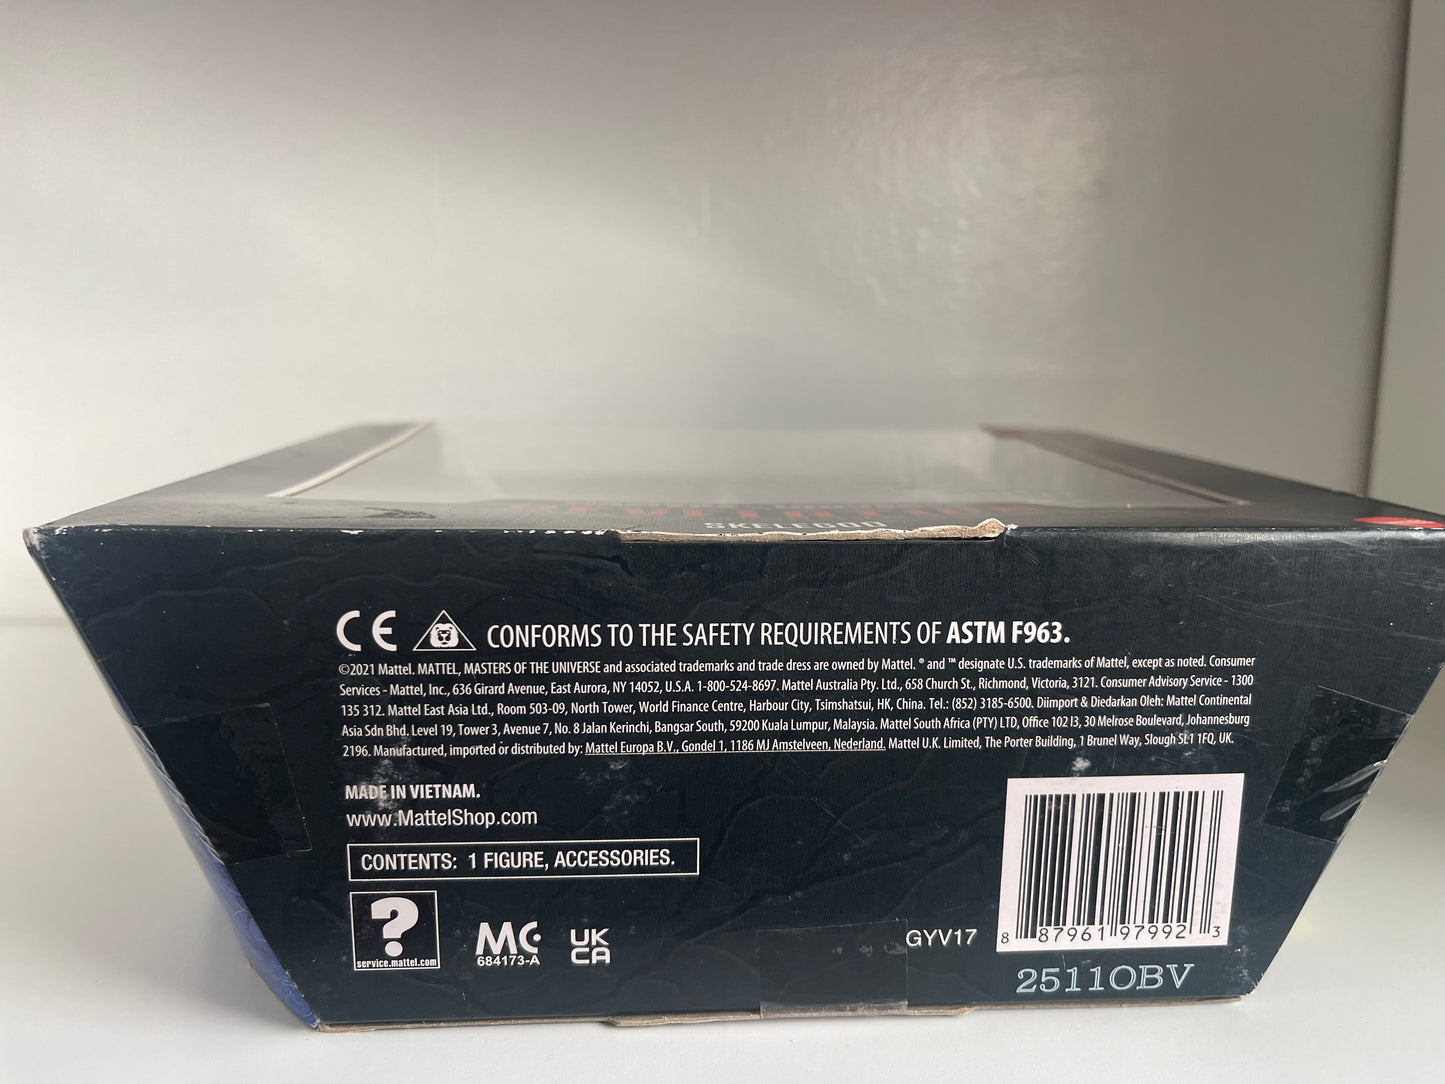 REVELATION
SKELEGOD
CE CONFORMS TO THE SAFETY REQUIREMENTS OF ASTM F963.
©2021 Mattel. MATTEL, MASTERS OF THE UNIVERSE and associated trademarks and trade dress are owned by Mattel. ® and ™ designate U.S. trademarks of Mattel, except as noted. Consumer
Services - Mattel, Inc., 636 Girard Avenue, East Aurora, NY 14052, U.S.A. 1-800-524-8697. Mattel Australia Pty. Ltd., 658 Church St., Richmond, Victoria, 3121. Consumer Advisory Service - 1300
135 312. Mattel East Asia Ltd., Room 503-09, North Tower, World Finance Centre, Harbour City, Tsimshatsui, HK, China. Tel.: (852) 3185-6500. Diimport & Diedarkan Oleh: Mattel Continental
Asia Sdn Bhd. Level 19, Tower 3, Avenue 7, No. 8 Jalan Kerinchi, Bangsar South, 59200 Kuala Lumpur, Malaysia. Mattel South Africa (PTY) LTD, Office 102 I3, 30 Melrose Boulevard, Johannesburg
2196. Manufactured, imported or distributed by: Mattel Europa B.V., Gondel 1, 1186 MJ Amstelveen, Nederland. Mattel U.K. Limited, The Porter Building, 1 Brunel Way, Slough SL1 1FQ, UK.
MADE IN VIETNAM.
www.MattelShop.com
CONTENTS: 1 FIGURE, ACCESSORIES.
?
service.mattel.com
MC
684173-A
UK
CA
GYV17
8 87961 97992 3
25110BV